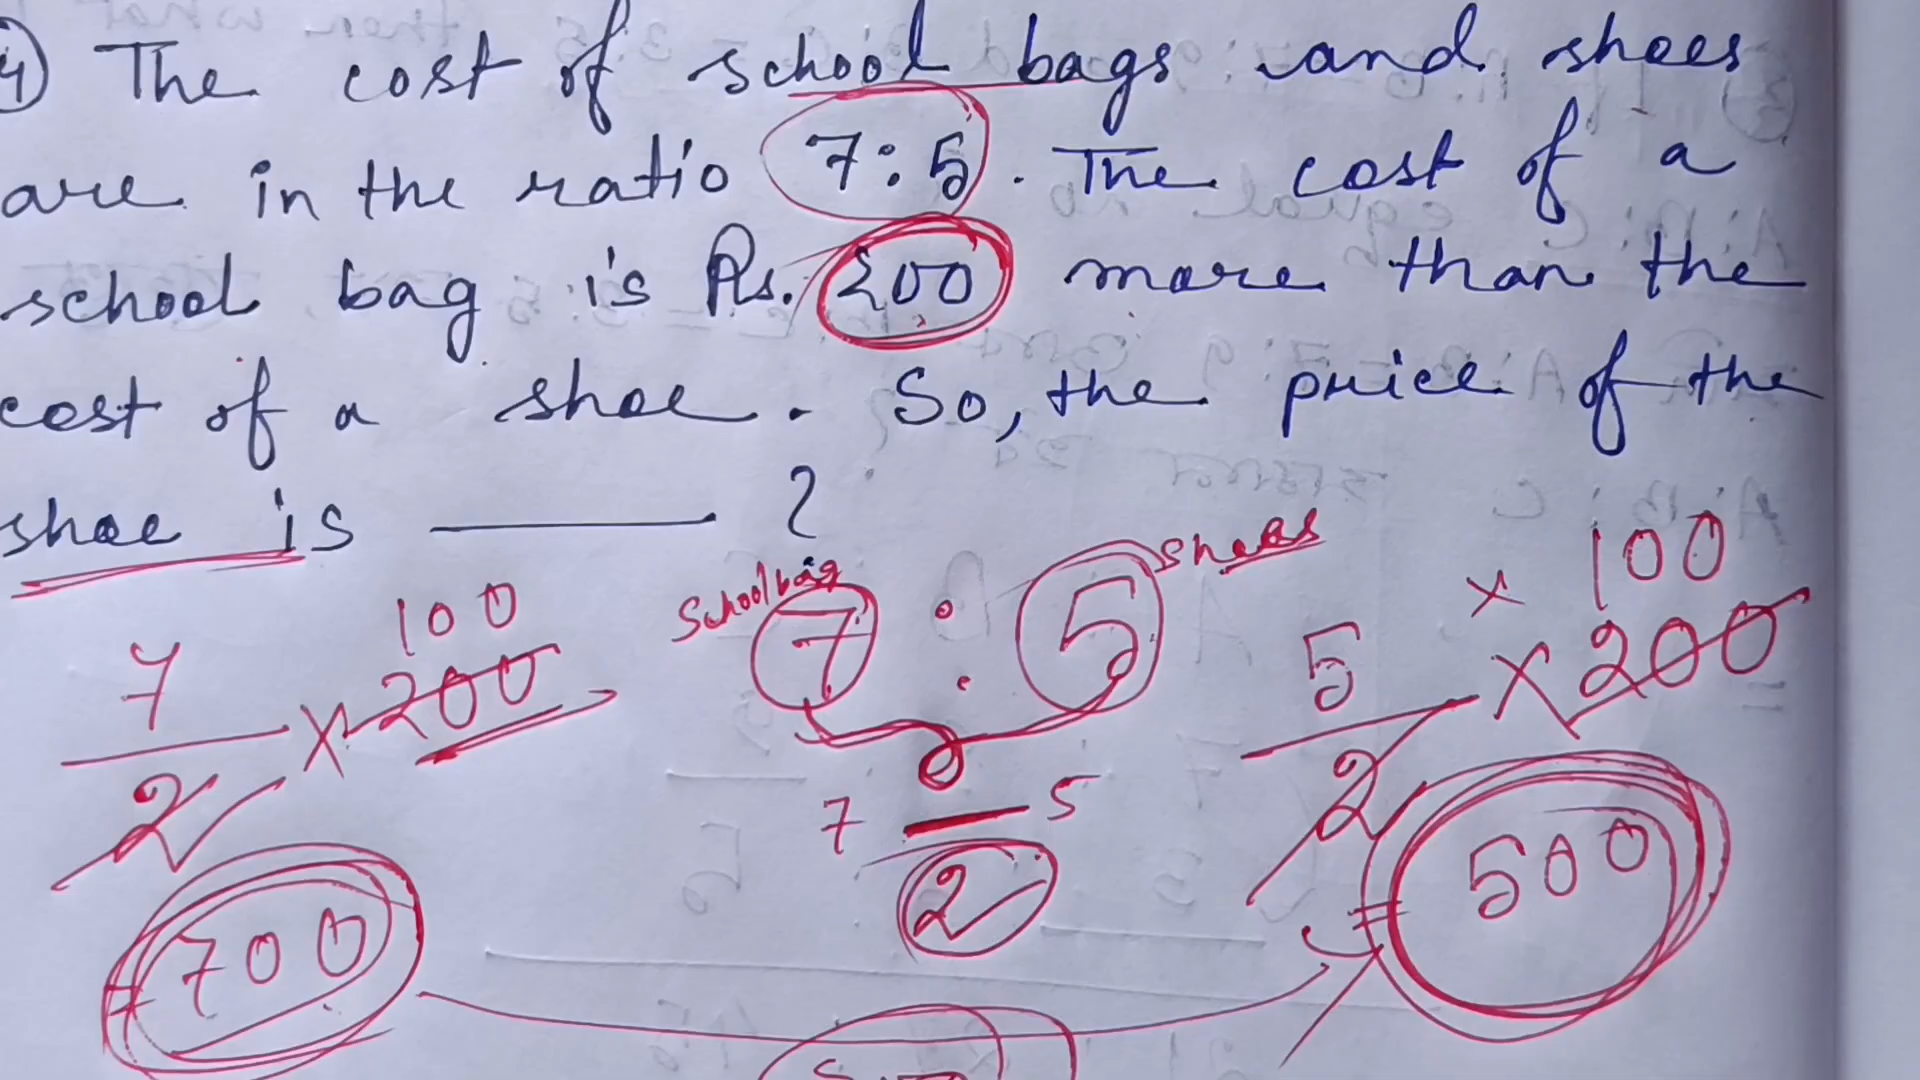 4) The cost of school bags and shoes
are in the ratio 7:5. The cost of a
school bag is Rs. 200 more than the
cost of a shoe. So, the price of the
shoe is ——— ?
School bag 7 : 5 shoes
7/2 × 200 100
7 — 5
2
5/2 × 200 × 100
= 700
= 500